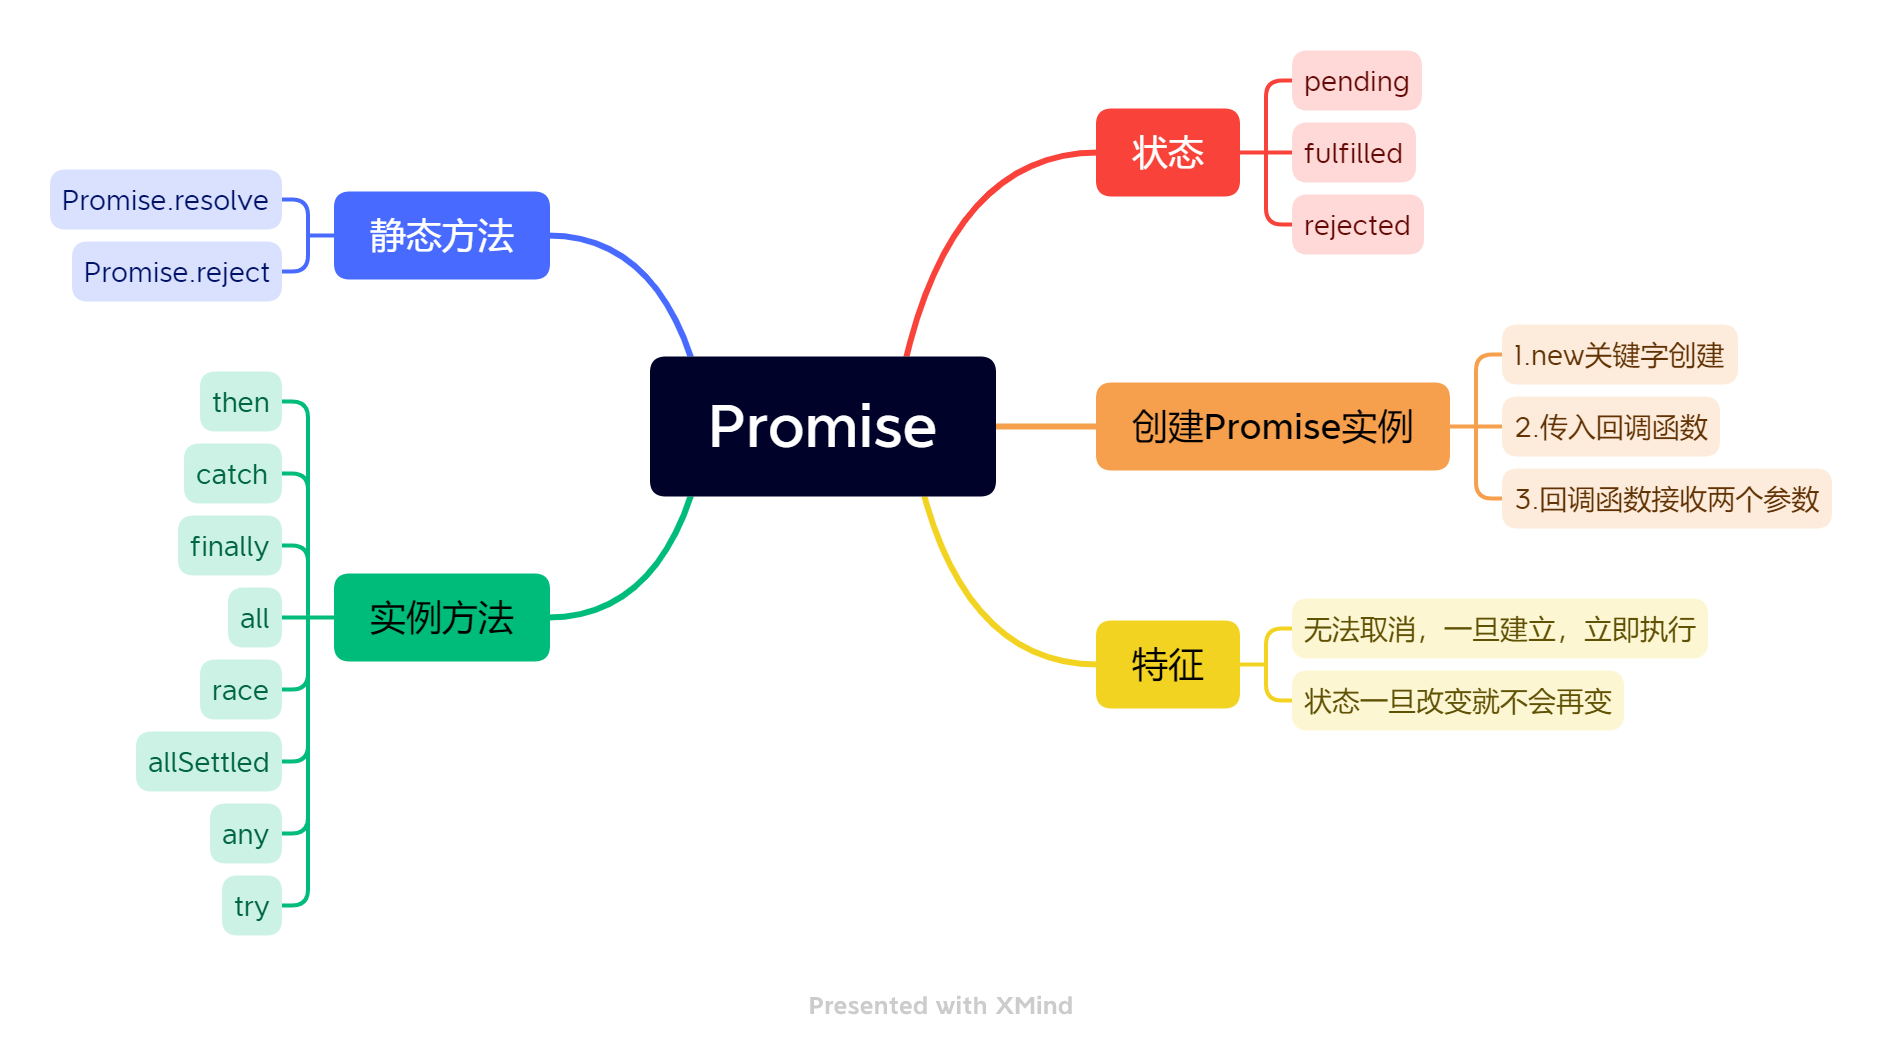 Promise
状态
pending
fulfilled
rejected
创建Promise实例
1.new关键字创建
2.传入回调函数
3.回调函数接收两个参数
特征
无法取消，一旦建立，立即执行
状态一旦改变就不会再变
静态方法
Promise.resolve
Promise.reject
实例方法
then
catch
finally
all
race
allSettled
any
try
Presented with XMind